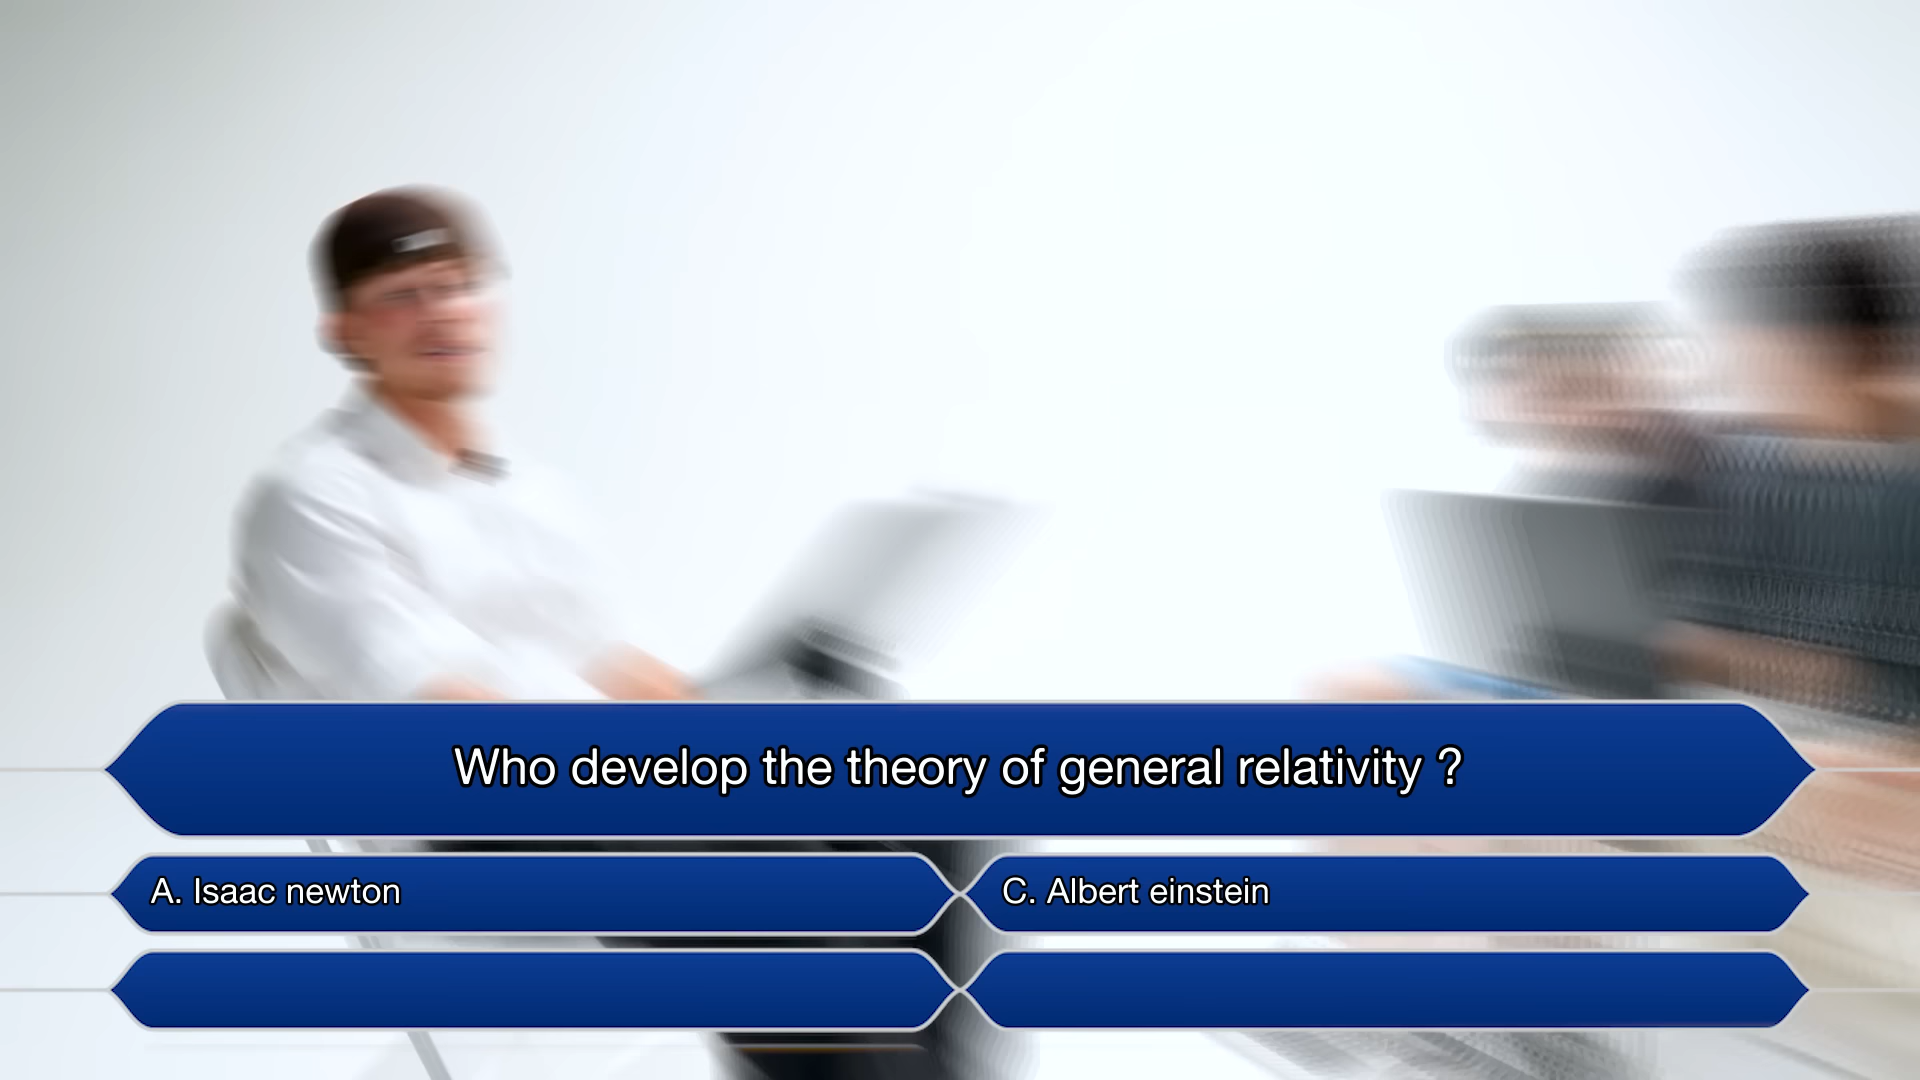 Who develop the theory of general relativity ?
A. Isaac newton
C. Albert einstein